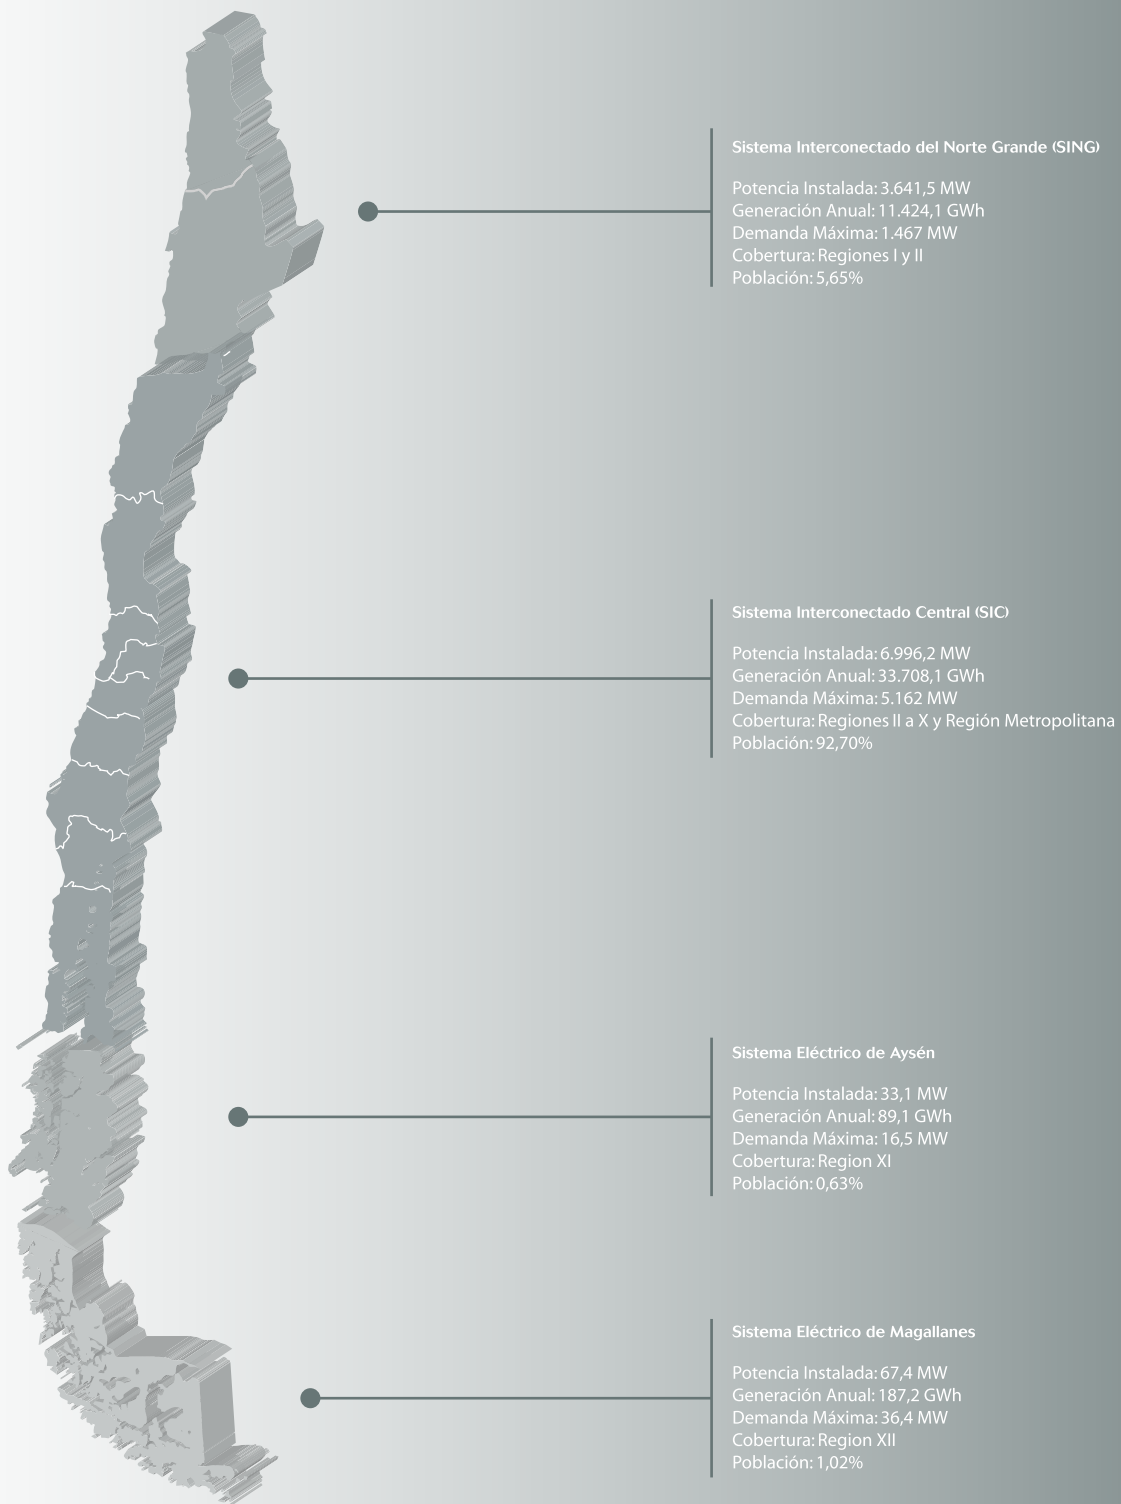 Sistema Interconectado del Norte Grande (SING)
Potencia Instalada: 3.641,5 MW
Generación Anual: 11.424,1 GWh
Demanda Máxima: 1.467 MW
Cobertura: Regiones I y II
Población: 5,65%
Sistema Interconectado Central (SIC)
Potencia Instalada: 6.996,2 MW
Generación Anual: 33.708,1 GWh
Demanda Máxima: 5.162 MW
Cobertura: Regiones II a X y Región Metropolitana
Población: 92,70%
Sistema Eléctrico de Aysén
Potencia Instalada: 33,1 MW
Generación Anual: 89,1 GWh
Demanda Máxima: 16,5 MW
Cobertura: Region XI
Población: 0,63%
Sistema Eléctrico de Magallanes
Potencia Instalada: 67,4 MW
Generación Anual: 187,2 GWh
Demanda Máxima: 36,4 MW
Cobertura: Region XII
Población: 1,02%